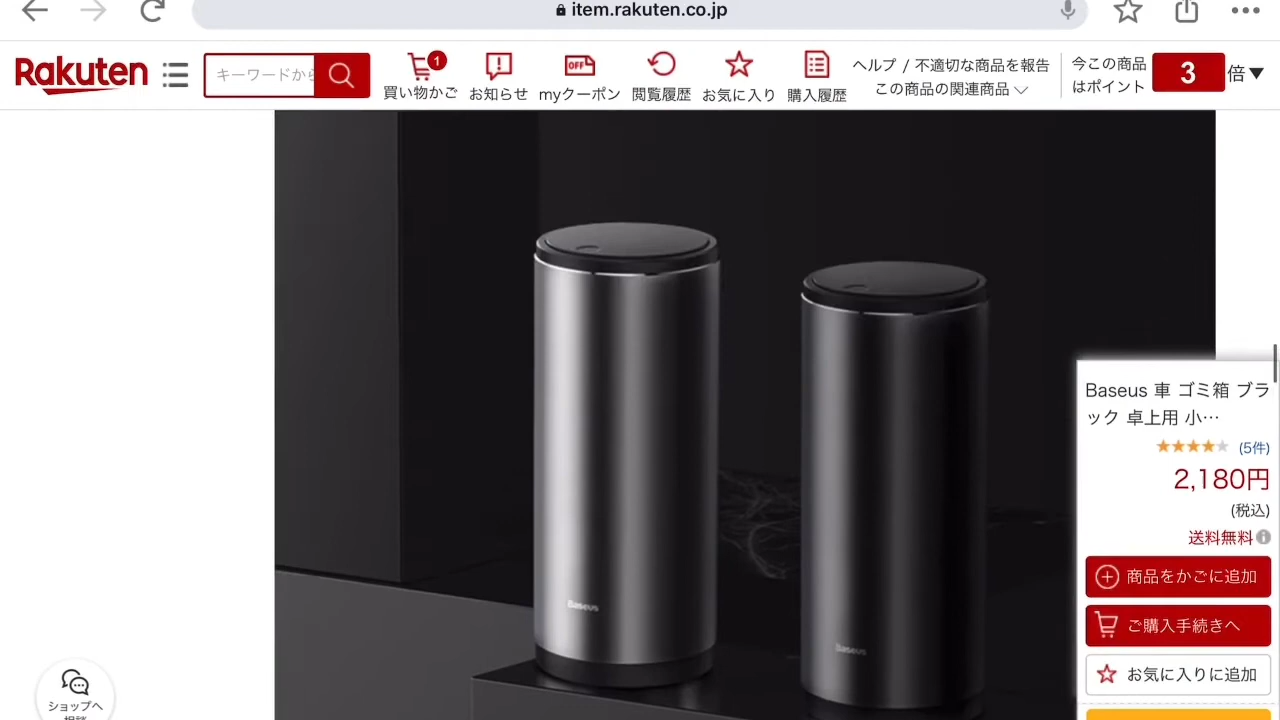 item.rakuten.co.jp
Rakuten
キーワードから
1
買い物かご
お知らせ
OFF
myクーポン
閲覧履歴
お気に入り
購入履歴
ヘルプ / 不適切な商品を報告
この商品の関連商品
今この商品
はポイント
3
倍
Baseus
Baseus
Baseus 車 ゴミ箱 ブラ
ック 卓上用 小…
(5件)
2,180円
(税込)
送料無料
商品をかごに追加
ご購入手続きへ
お気に入りに追加
ショップへ
相談